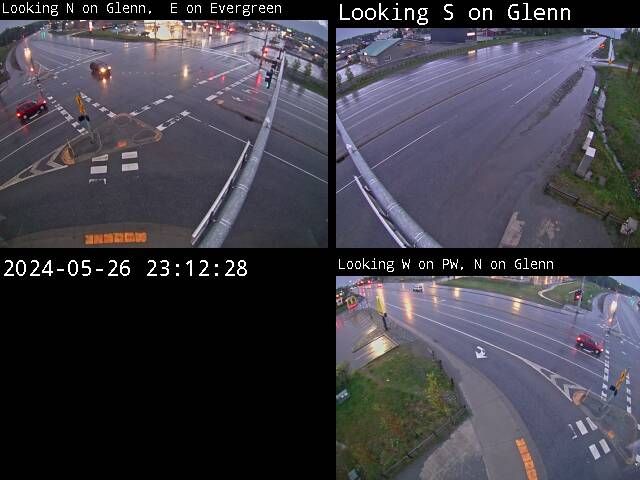 Looking N on Glenn,  E on Evergreen
Looking S on Glenn
2024-05-26 23:12:28
Looking W on PW, N on Glenn